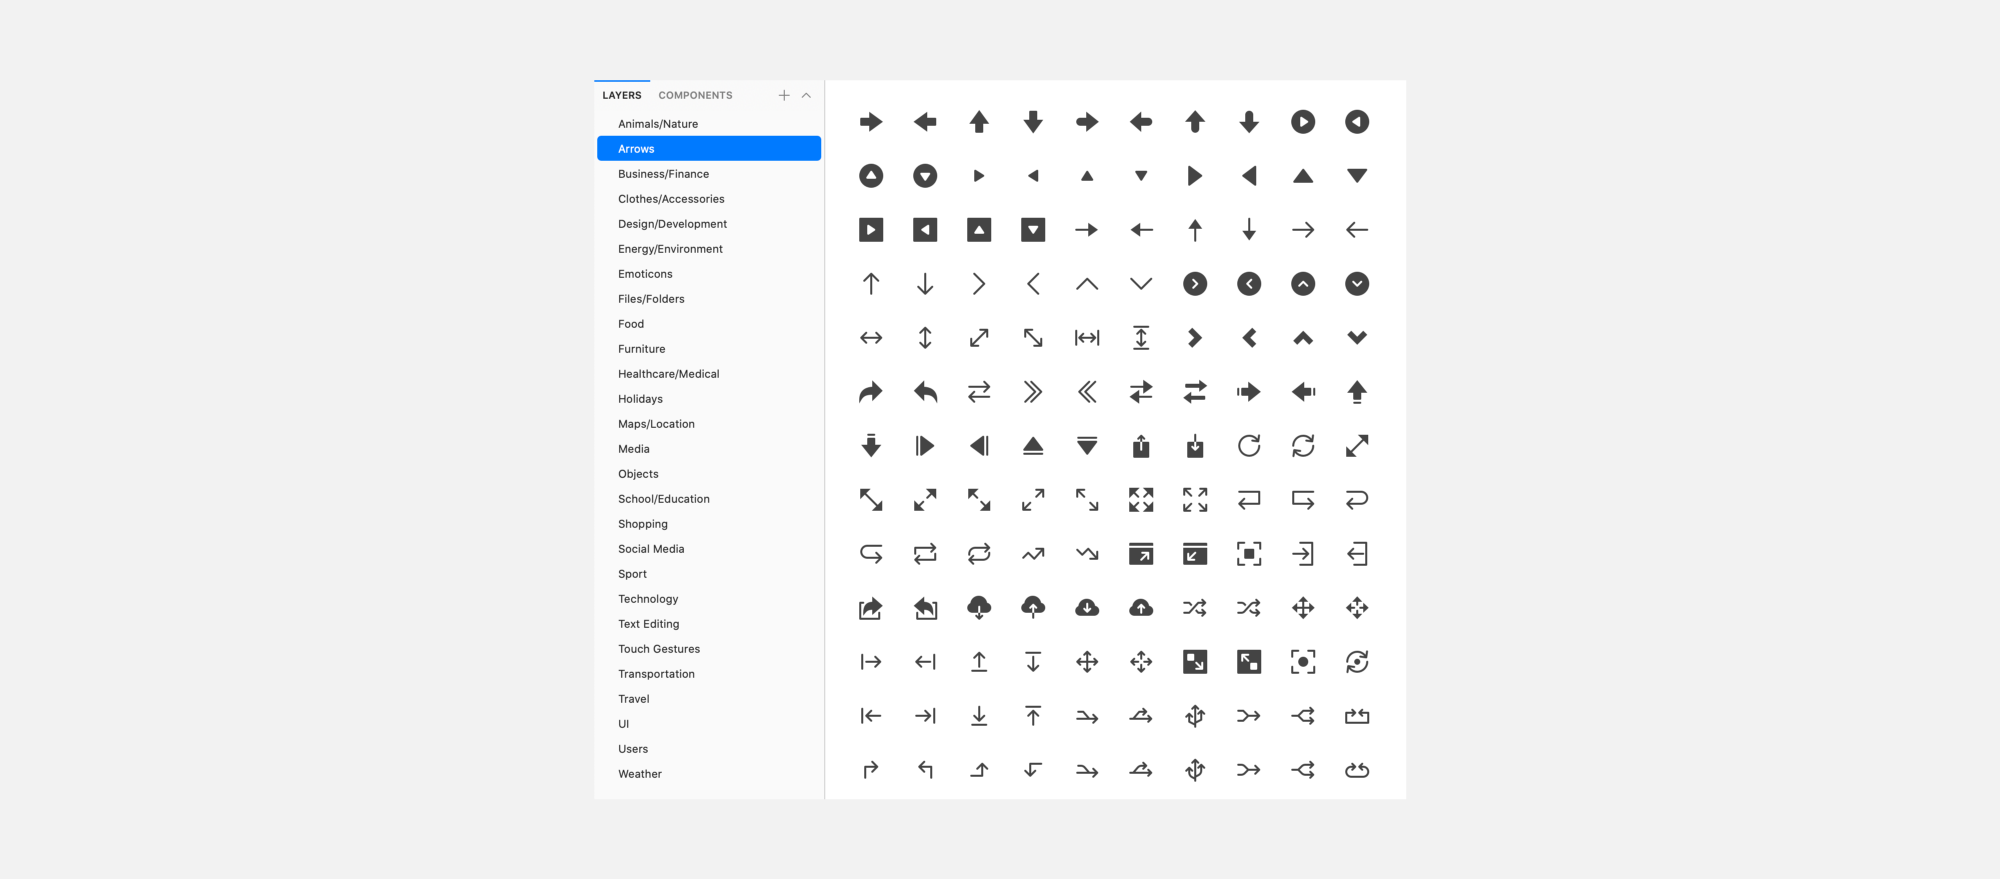 LAYERS COMPONENTS
Animals/Nature
Arrows
Business/Finance
Clothes/Accessories
Design/Development
Energy/Environment
Emoticons
Files/Folders
Food
Furniture
Healthcare/Medical
Holidays
Maps/Location
Media
Objects
School/Education
Shopping
Social Media
Sport
Technology
Text Editing
Touch Gestures
Transportation
Travel
UI
Users
Weather